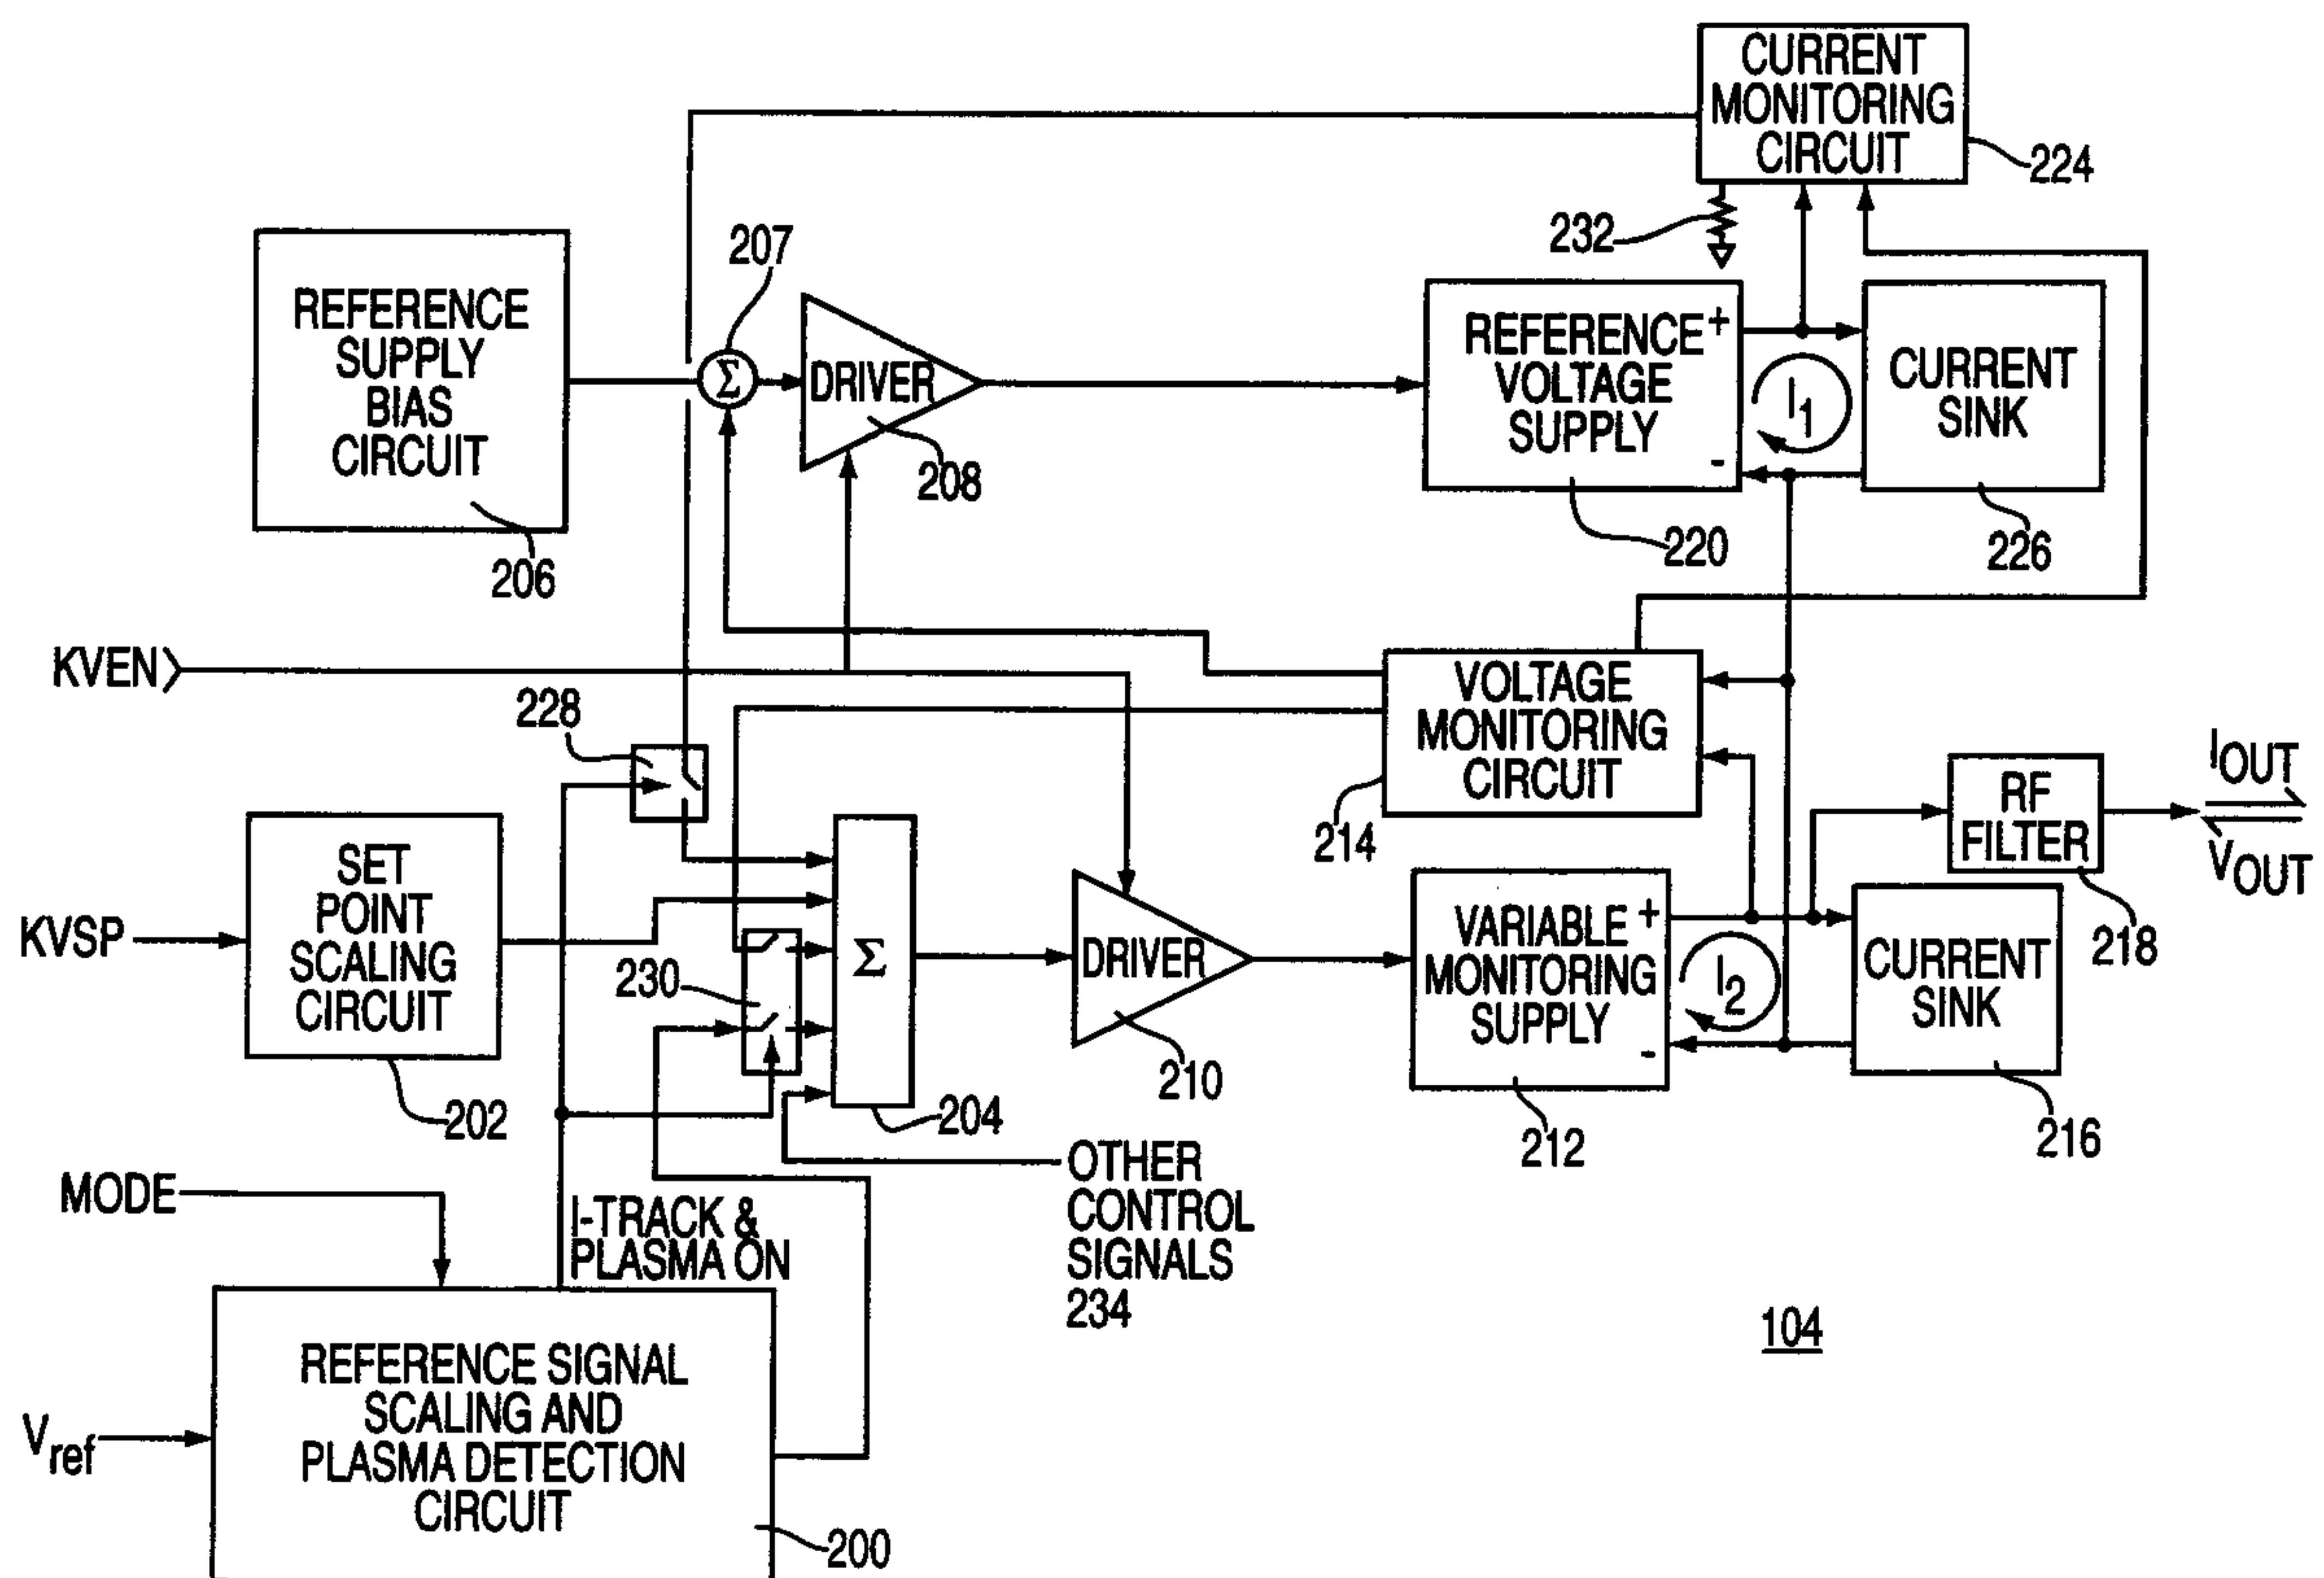 CURRENT
MONITORING
CIRCUIT
224
232
207
REFERENCE
SUPPLY
BIAS
CIRCUIT
206
Σ
DRIVER
208
REFERENCE +
VOLTAGE
SUPPLY
-
220
I1
CURRENT
SINK
226
KVEN
228
VOLTAGE
MONITORING
CIRCUIT
214
RF
FILTER
218
IOUT
VOUT
KVSP
SET
POINT
SCALING
CIRCUIT
202
230
Σ
204
DRIVER
210
VARIABLE +
MONITORING
SUPPLY
-
212
I2
CURRENT
SINK
216
MODE
I-TRACK &
PLASMA ON
OTHER
CONTROL
SIGNALS
234
Vref
REFERENCE SIGNAL
SCALING AND
PLASMA DETECTION
CIRCUIT
200
104